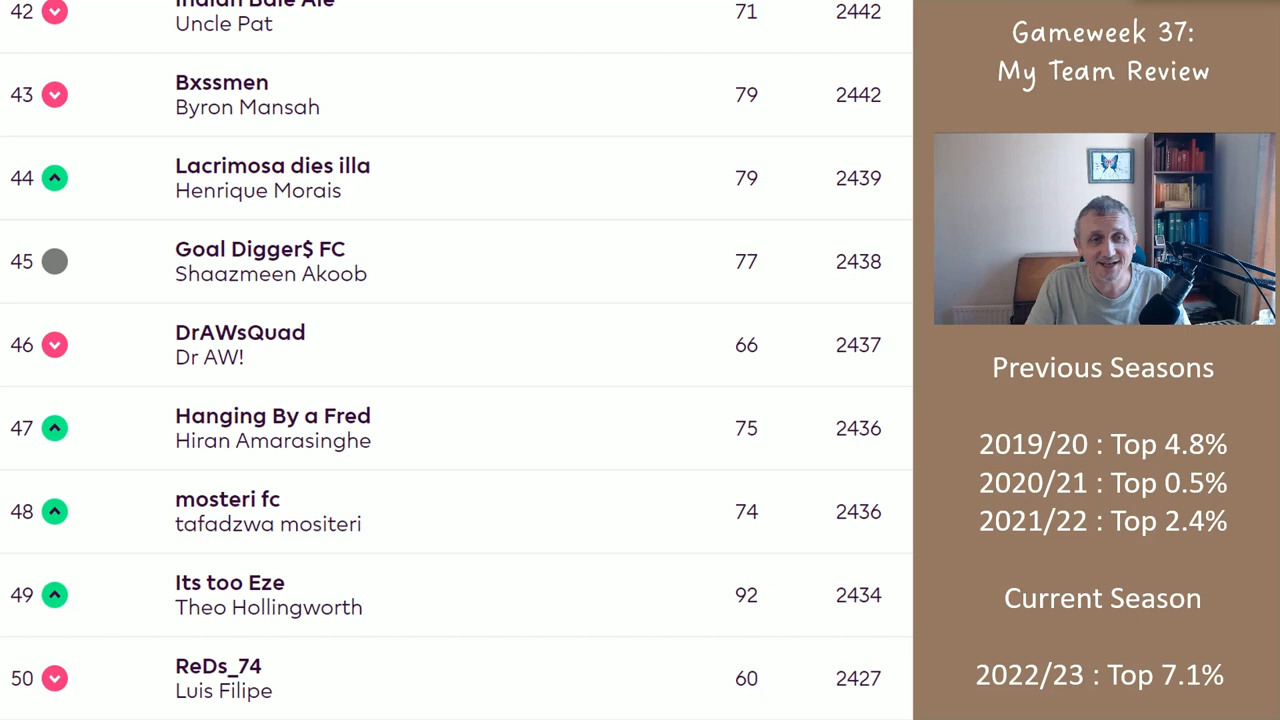 42 Indian Bale Ale 71 2442
Uncle Pat
43 Bxssmen 79 2442
Byron Mansah
44 Lacrimosa dies illa 79 2439
Henrique Morais
45 Goal Digger$ FC 77 2438
Shaazmeen Akoob
46 DrAWsQuad 66 2437
Dr AW!
47 Hanging By a Fred 75 2436
Hiran Amarasinghe
48 mosteri fc 74 2436
tafadzwa mositeri
49 Its too Eze 92 2434
Theo Hollingworth
50 ReDs_74 60 2427
Luis Filipe
Gameweek 37:
My Team Review
Previous Seasons
2019/20 : Top 4.8%
2020/21 : Top 0.5%
2021/22 : Top 2.4%
Current Season
2022/23 : Top 7.1%